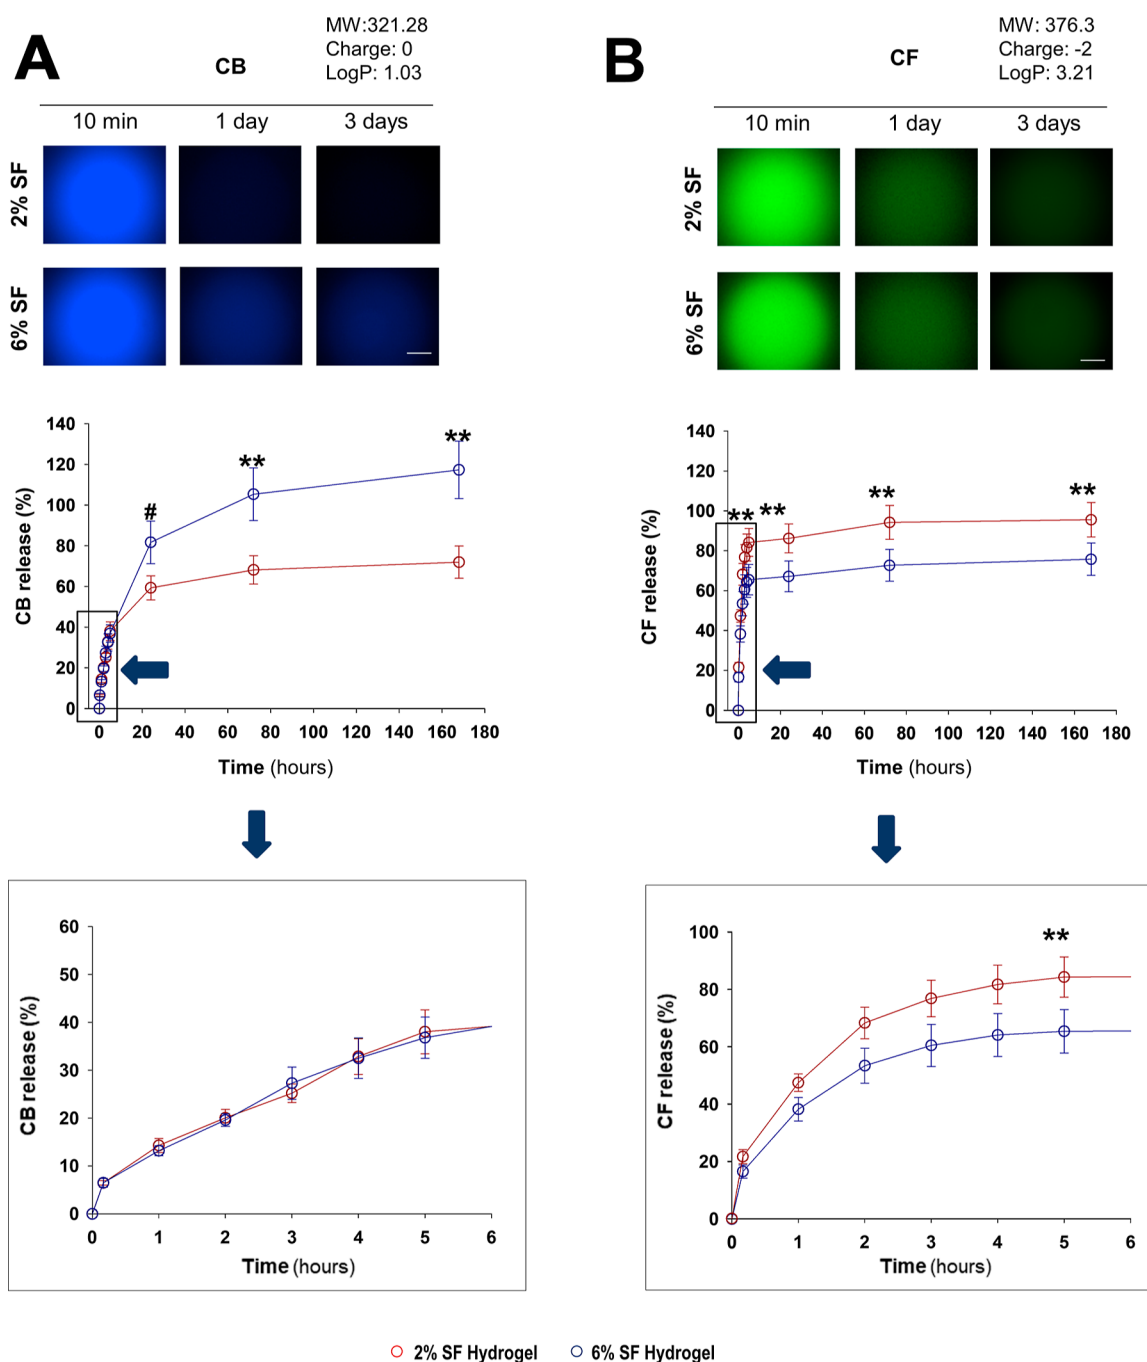 A
CB
MW:321.28
Charge: 0
LogP: 1.03
10 min 1 day 3 days
2% SF
6% SF
B
CF
MW: 376.3
Charge: -2
LogP: 3.21
10 min 1 day 3 days
2% SF
6% SF
CB release (%)
140
120
100
80
60
40
20
0
#
**
**
0 20 40 60 80 100 120 140 160 180
Time (hours)
CF release (%)
140
120
100
80
60
40
20
0
**
**
**
**
0 20 40 60 80 100 120 140 160 180
Time (hours)
CB release (%)
60
50
40
30
20
10
0
0 1 2 3 4 5 6
Time (hours)
CF release (%)
100
80
60
40
20
0
**
0 1 2 3 4 5 6
Time (hours)
2% SF Hydrogel 6% SF Hydrogel